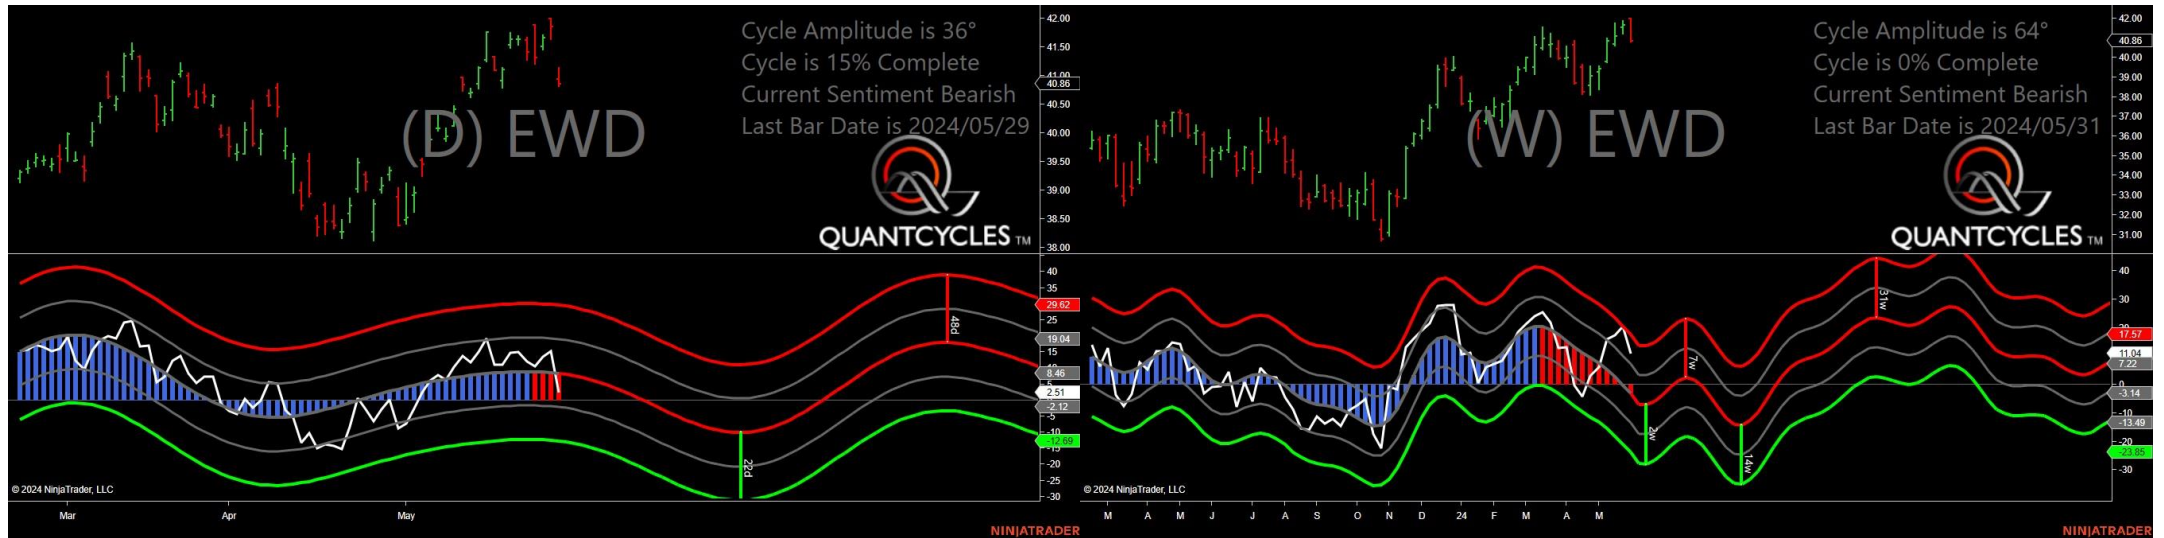 Cycle Amplitude is 36°
Cycle is 15% Complete
Current Sentiment Bearish
Last Bar Date is 2024/05/29
(D) EWD
QUANTCYCLES TM
42.00
41.50
41.00
40.86
40.50
40.00
39.50
39.00
38.50
38.00
40
35
29.62
25
19.04
15
8.46
2.51
-2.12
-5
-10
-12.69
-15
-20
-25
-30
48d
22d
© 2024 NinjaTrader, LLC
Mar
Apr
May
NINJATRADER
Cycle Amplitude is 64°
Cycle is 0% Complete
Current Sentiment Bearish
Last Bar Date is 2024/05/31
(W) EWD
QUANTCYCLES TM
42.00
40.86
40.00
39.00
38.00
37.00
36.00
35.00
34.00
33.00
32.00
31.00
40
30
17.57
11.04
7.22
0
-3.14
-10
-13.49
-20
-23.85
-30
31w
7w
2w
14w
© 2024 NinjaTrader, LLC
M A M J J A S O N D 24 F M A M
NINJATRADER